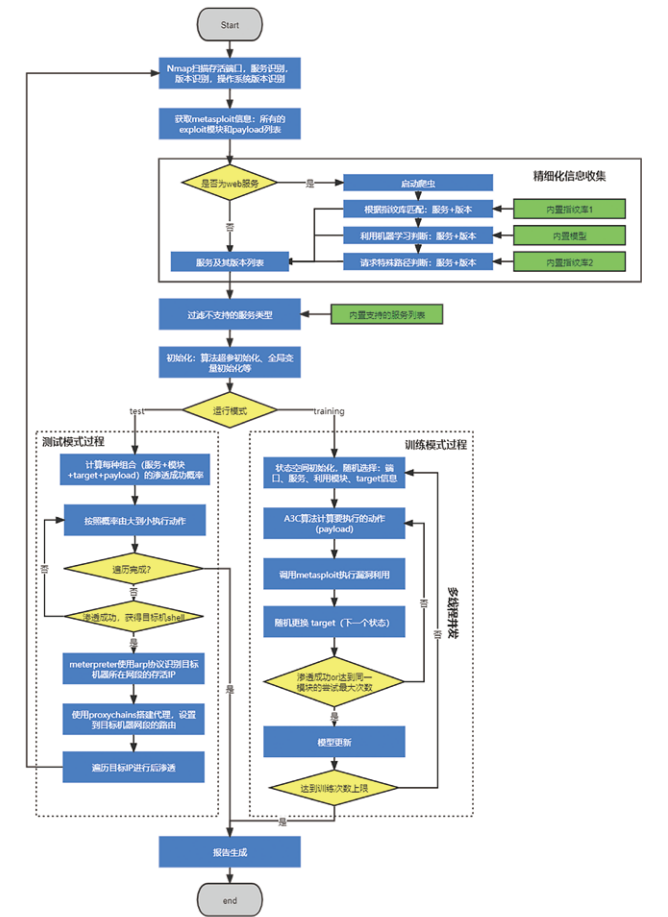 Start
Nmap扫描存活端口，服务识别，
版本识别，操作系统版本识别
获取metasploit信息：所有的
exploit模块和payload列表
精细化信息收集
是否为web服务
是
启动爬虫
根据指纹库匹配：服务+版本
内置指纹库1
否
利用机器学习判断：服务+版本
内置模型
服务及其版本列表
请求特殊路径判断：服务+版本
内置指纹库2
过滤不支持的服务类型
内置支持的服务列表
初始化：算法超参初始化、全局变
量初始化等
test
运行模式
training
测试模式过程
计算每种组合（服务+模块
+target+payload）的渗透成功概率
按照概率由大到小执行动作
遍历完成？
否
否
渗透成功，获得目标机shell
是
meterpreter使用arp协议识别目标
机器所在网段的存活IP
使用proxychains搭建代理，设置
到目标机器网段的路由
遍历目标IP进行后渗透
是
训练模式过程
状态空间初始化，随机选择：端
口、服务、利用模块、target信息
A3C算法计算要执行的动作
(payload)
调用metasploit执行漏洞利用
随机更换 target（下一个状态）
否
否
多线程并发
渗透成功or达到同一
模块的尝试最大次数
是
模型更新
达到训练次数上限
是
报告生成
end